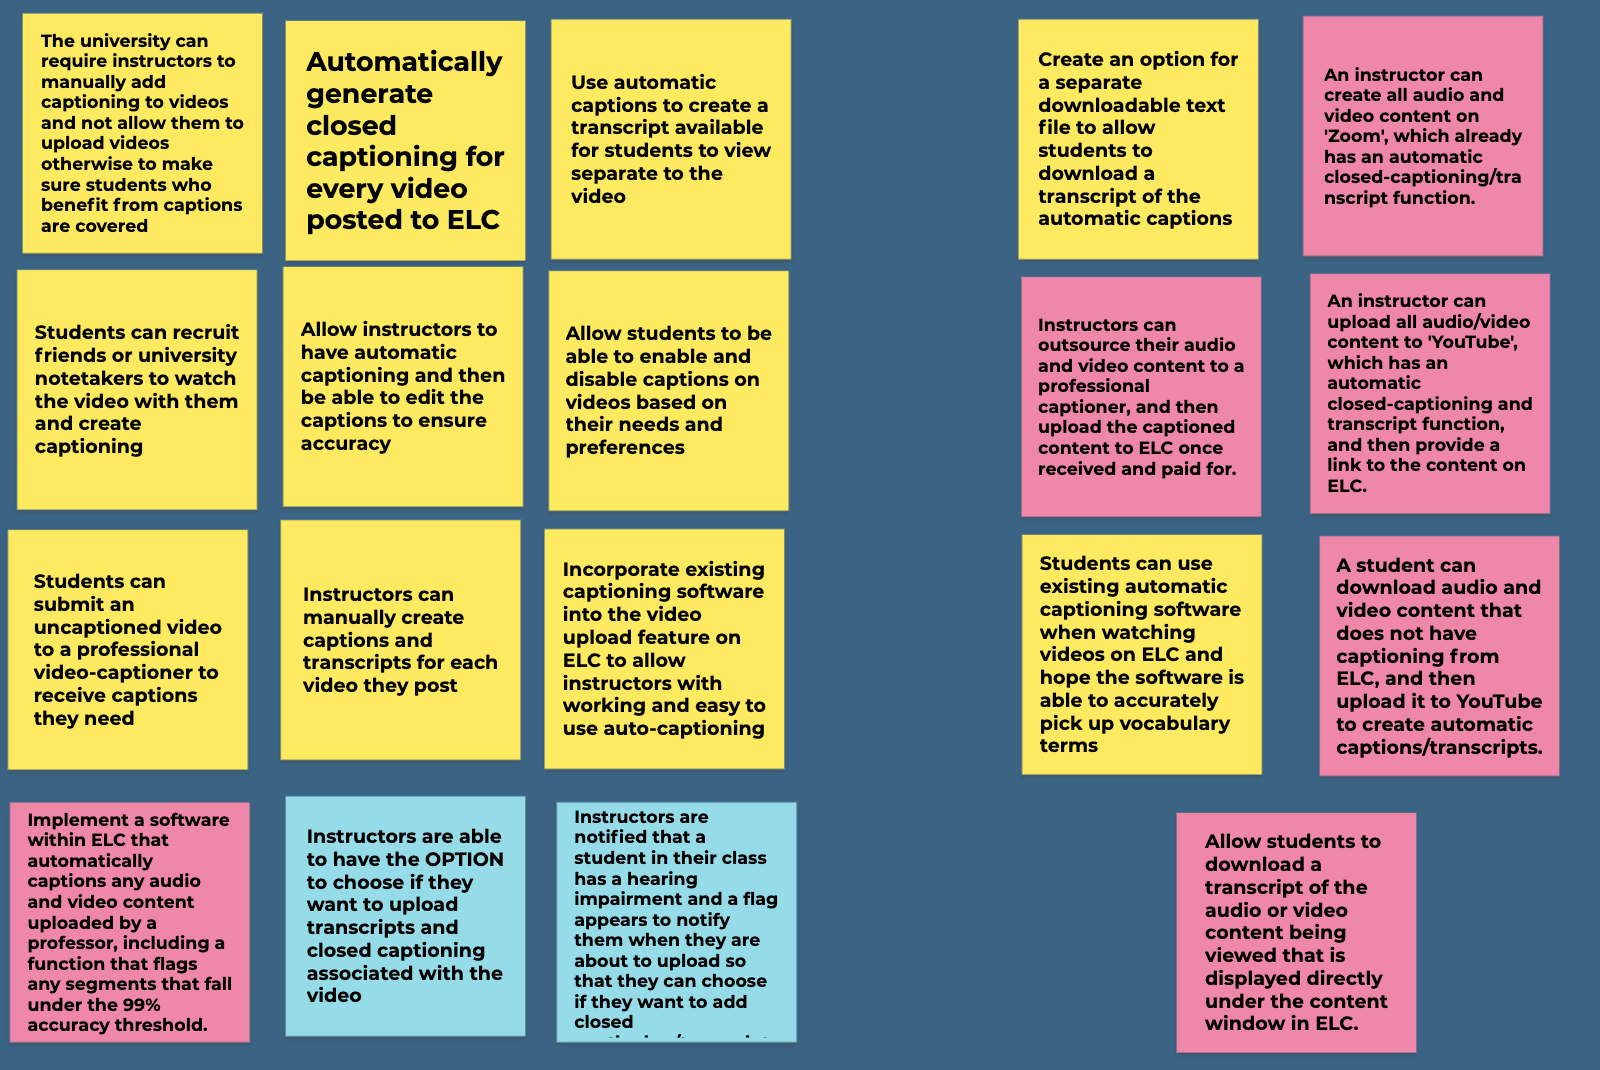 The university can
require instructors to
manually add
captioning to videos
and not allow them to
upload videos
otherwise to make
sure students who
benefit from captions
are covered
Automatically
generate
closed
captioning for
every video
posted to ELC
Use automatic
captions to create a
transcript available
for students to view
separate to the
video
Create an option for
a separate
downloadable text
file to allow
students to
download a
transcript of the
automatic captions
An instructor can
create all audio and
video content on
'Zoom', which already
has an automatic
closed-captioning/tra
nscript function.
Students can recruit
friends or university
notetakers to watch
the video with them
and create
captioning
Allow instructors to
have automatic
captioning and then
be able to edit the
captions to ensure
accuracy
Allow students to be
able to enable and
disable captions on
videos based on
their needs and
preferences
Instructors can
outsource their audio
and video content to a
professional
captioner, and then
upload the captioned
content to ELC once
received and paid for.
An instructor can
upload all audio/video
content to 'YouTube',
which has an
automatic
closed-captioning and
transcript function,
and then provide a
link to the content on
ELC.
Students can
submit an
uncaptioned video
to a professional
video-captioner to
receive captions
they need
Instructors can
manually create
captions and
transcripts for each
video they post
Incorporate existing
captioning software
into the video
upload feature on
ELC to allow
instructors with
working and easy to
use auto-captioning
Students can use
existing automatic
captioning software
when watching
videos on ELC and
hope the software is
able to accurately
pick up vocabulary
terms
A student can
download audio and
video content that
does not have
captioning from
ELC, and then
upload it to YouTube
to create automatic
captions/transcripts.
Implement a software
within ELC that
automatically
captions any audio
and video content
uploaded by a
professor, including a
function that flags
any segments that fall
under the 99%
accuracy threshold.
Instructors are able
to have the OPTION
to choose if they
want to upload
transcripts and
closed captioning
associated with the
video
Instructors are
notified that a
student in their class
has a hearing
impairment and a flag
appears to notify
them when they are
about to upload so
that they can choose
if they want to add
closed
Allow students to
download a
transcript of the
audio or video
content being
viewed that is
displayed directly
under the content
window in ELC.